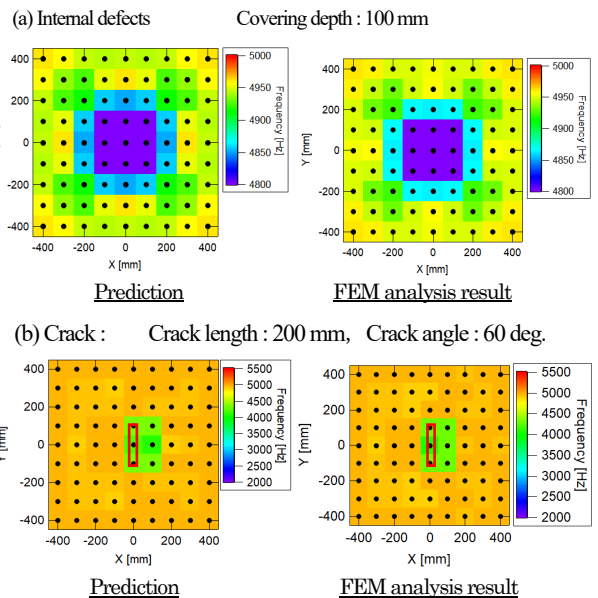 (a) Internal defects Covering depth : 100 mm
400
200
0
-200
-400
-400 -200 0 200 400
X [mm]
5000
4950
4900
4850
4800
Frequency [Hz]
Prediction
Y [mm]
400
200
0
-200
-400
-400 -200 0 200 400
X [mm]
5000
4950
4900
4850
4800
Frequency [Hz]
FEM analysis result
(b) Crack : Crack length : 200 mm, Crack angle : 60 deg.
Y [mm]
400
200
0
-200
-400
-400 -200 0 200 400
X [mm]
5500
5000
4500
4000
3500
3000
2500
2000
Frequency [Hz]
Prediction
Y [mm]
400
200
0
-200
-400
-400 -200 0 200 400
X [mm]
5500
5000
4500
4000
3500
3000
2500
2000
Frequency [Hz]
FEM analysis result